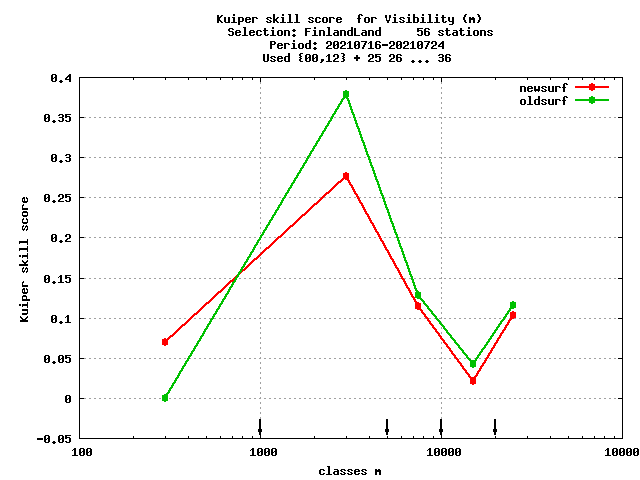 Kuiper skill score  for Visibility (m)
Selection: FinlandLand     56 stations
Period: 20210716-20210724
Used {00,12} + 25 26 ... 36
newsurf
oldsurf
0.4
0.35
0.3
0.25
0.2
0.15
0.1
0.05
0
-0.05
Kuiper skill score
100
1000
10000
10000
classes m